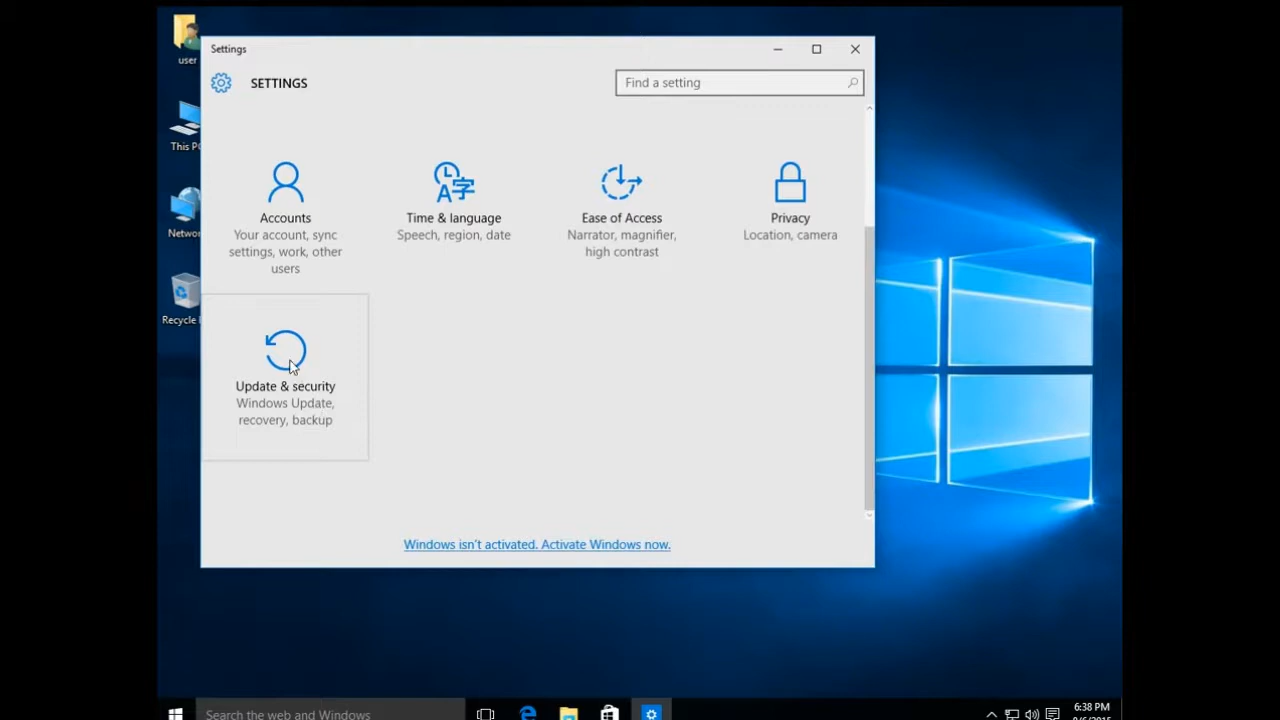 user
This PC
Network
Recycle
Settings
SETTINGS
Find a setting
Accounts
Your account, sync
settings, work, other
users
Time & language
Speech, region, date
Ease of Access
Narrator, magnifier,
high contrast
Privacy
Location, camera
Update & security
Windows Update,
recovery, backup
Windows isn't activated. Activate Windows now.
Search the web and Windows
6:38 PM